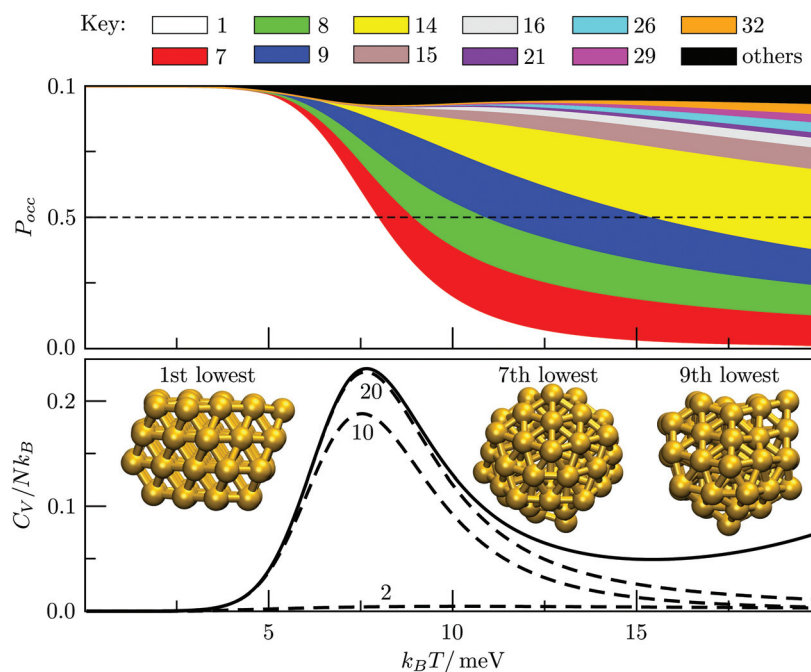 Key: 1 8 14 16 26 32
7 9 15 21 29 others
0.1
P_occ
0.5
0.0
1st lowest 7th lowest 9th lowest
0.2
20
10
C_V/Nk_B
0.1
2
0.0
5 10 15
k_BT/meV